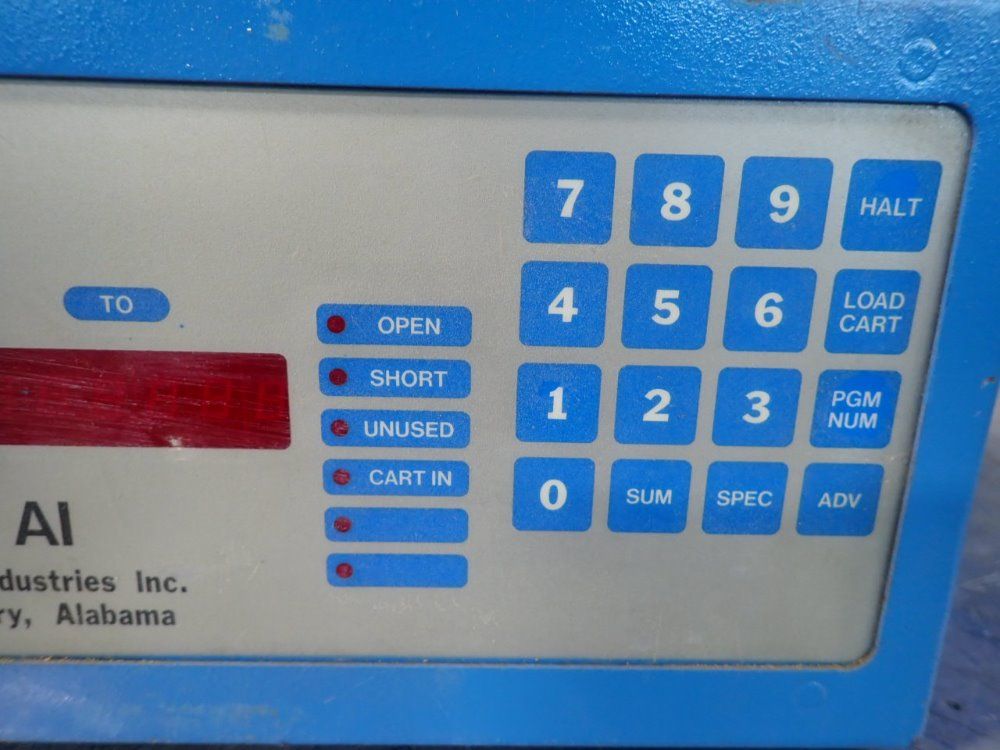 TO
AI
dustries Inc.
ry, Alabama
OPEN
SHORT
UNUSED
CART IN
7 8 9 HALT
4 5 6 LOAD CART
1 2 3 PGM NUM
0 SUM SPEC ADV